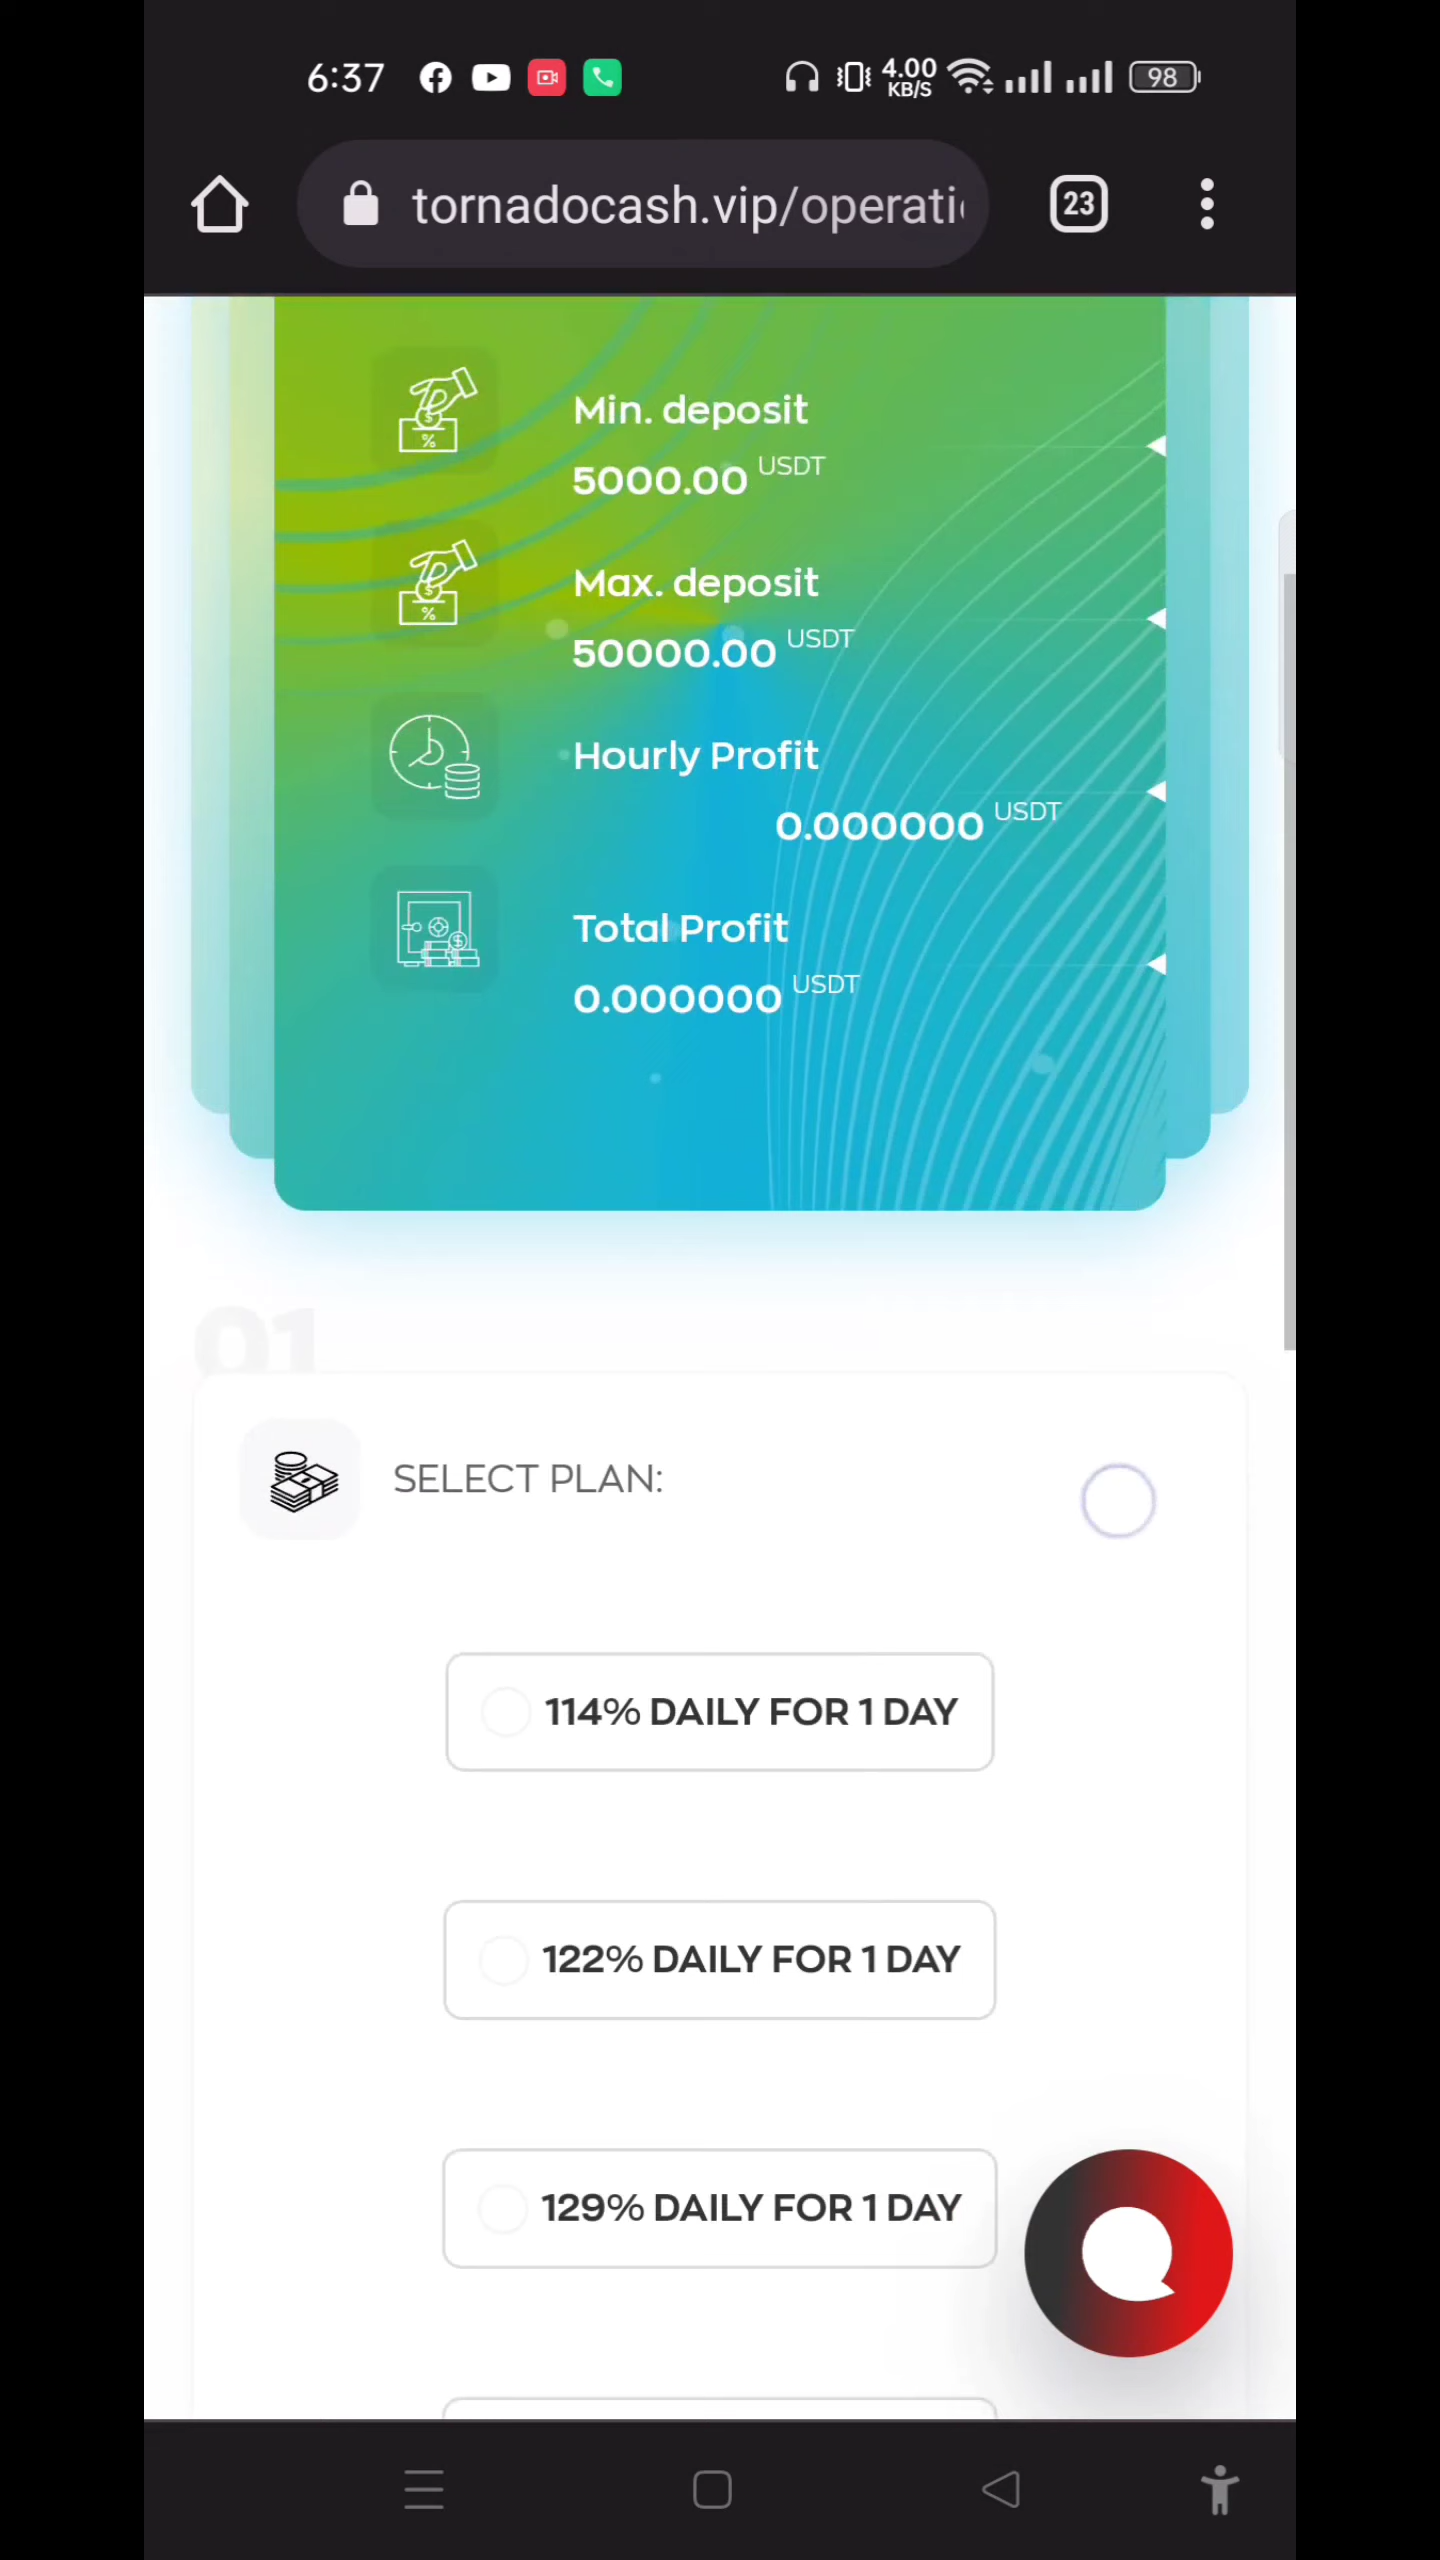 6:37
4.00
KB/S
98
tornadocash.vip/operati
23
Min. deposit
5000.00 USDT
Max. deposit
50000.00 USDT
Hourly Profit
0.000000 USDT
Total Profit
0.000000 USDT
01
SELECT PLAN:
114% DAILY FOR 1 DAY
122% DAILY FOR 1 DAY
129% DAILY FOR 1 DAY